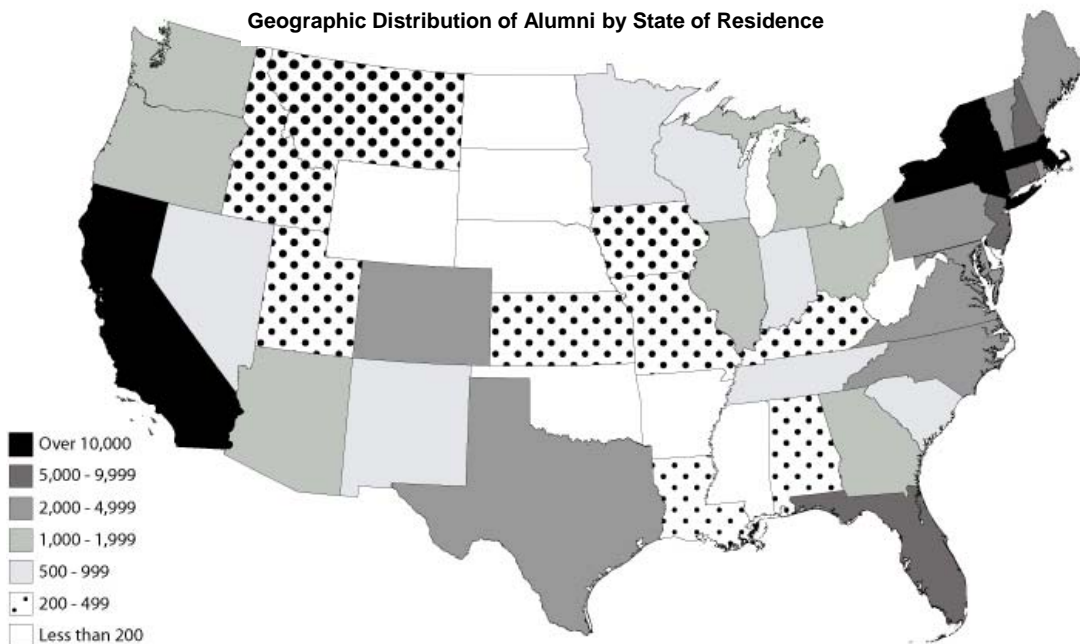 Geographic Distribution of Alumni by State of Residence
Over 10,000
5,000 - 9,999
2,000 - 4,999
1,000 - 1,999
500 - 999
200 - 499
Less than 200